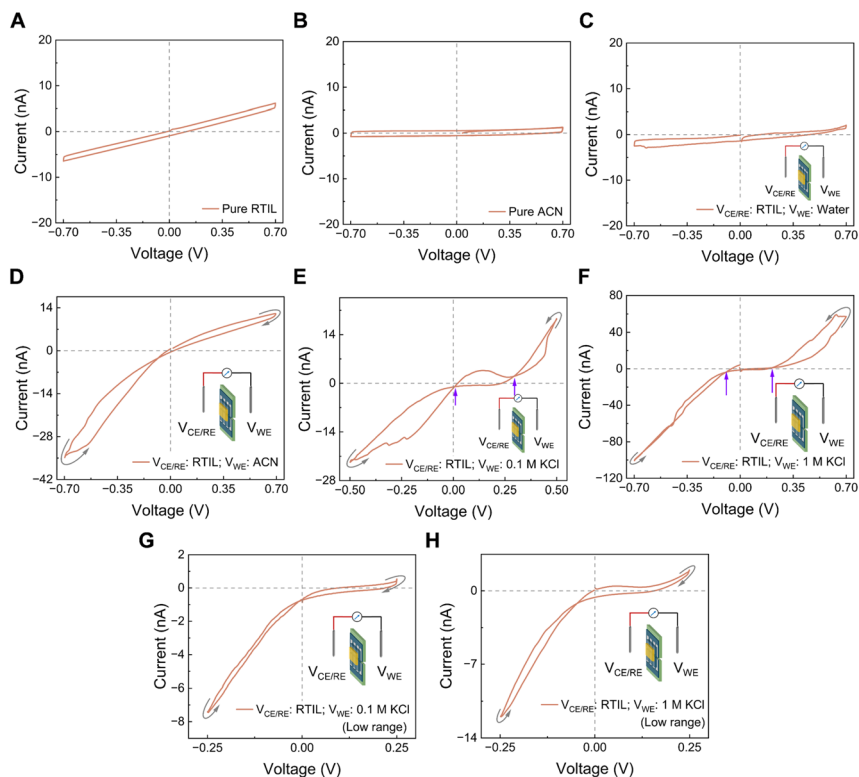 A
20
10
0
−10
−20
Current (nA)
−0.70
−0.35
0.00
0.35
0.70
Voltage (V)
Pure RTIL
B
20
10
0
−10
−20
Current (nA)
−0.70
−0.35
0.00
0.35
0.70
Voltage (V)
Pure ACN
C
20
15
10
5
0
−5
−10
−15
−20
Current (nA)
−0.70
−0.35
0.00
0.35
0.70
Voltage (V)
VCE/RE
VWE
VCE/RE: RTIL; VWE: Water
D
14
0
−14
−28
−42
Current (nA)
−0.70
−0.35
0.00
0.35
0.70
Voltage (V)
VCE/RE
VWE
VCE/RE: RTIL; VWE: ACN
E
28
14
0
−14
−28
Current (nA)
−0.50
−0.25
0.00
0.25
0.50
Voltage (V)
VCE/RE
VWE
VCE/RE: RTIL; VWE: 0.1 M KCl
F
80
40
0
−40
−80
−120
Current (nA)
−0.70
−0.35
0.00
0.35
0.70
Voltage (V)
VCE/RE
VWE
VCE/RE: RTIL; VWE: 1 M KCl
G
2
0
−2
−4
−6
−8
Current (nA)
−0.25
0.00
0.25
Voltage (V)
VCE/RE
VWE
VCE/RE: RTIL; VWE: 0.1 M KCl
(Low range)
H
0
−7
−14
Current (nA)
−0.25
0.00
0.25
Voltage (V)
VCE/RE
VWE
VCE/RE: RTIL; VWE: 1 M KCl
(Low range)